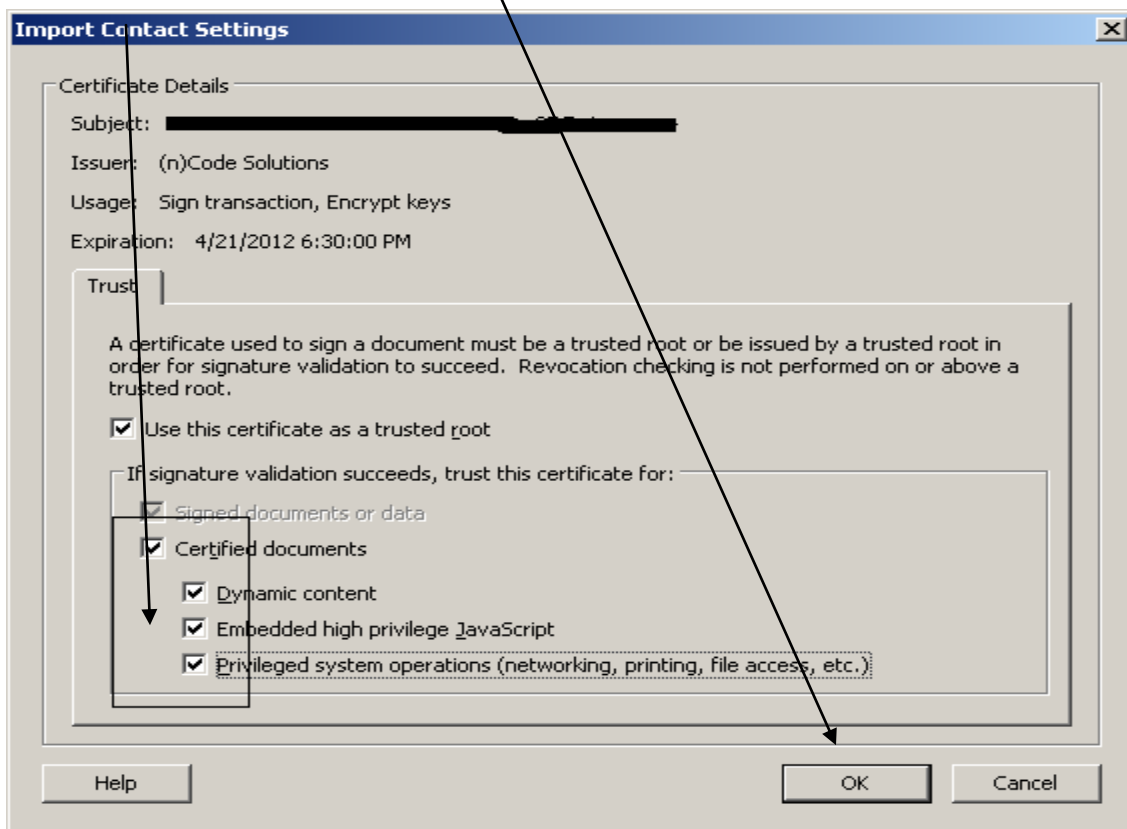 Import Contact Settings
Certificate Details
Subject:
Issuer: (n)Code Solutions
Usage: Sign transaction, Encrypt keys
Expiration: 4/21/2012 6:30:00 PM
Trust
A certificate used to sign a document must be a trusted root or be issued by a trusted root in
order for signature validation to succeed. Revocation checking is not performed on or above a
trusted root.
Use this certificate as a trusted root
If signature validation succeeds, trust this certificate for:
Signed documents or data
Certified documents
Dynamic content
Embedded high privilege JavaScript
Privileged system operations (networking, printing, file access, etc.)
Help OK Cancel